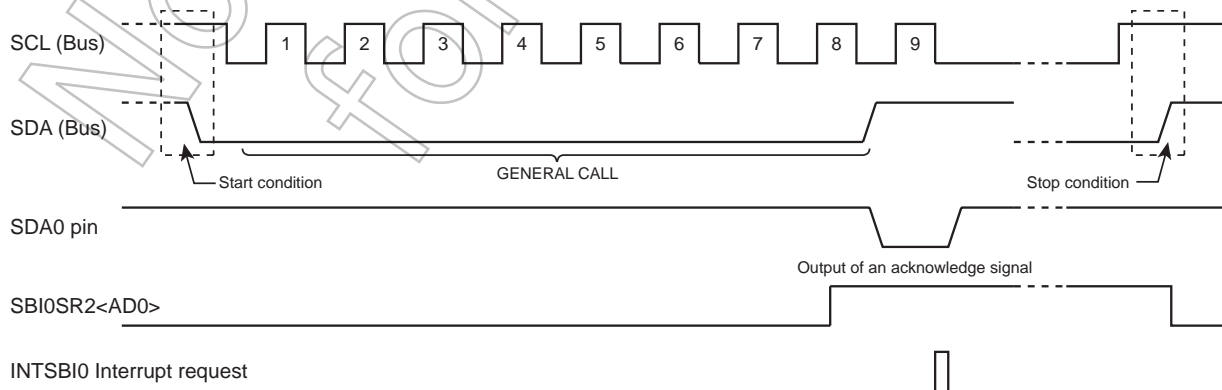 SCL (Bus)
1 2 3 4 5 6 7 8 9
SDA (Bus)
Start condition
GENERAL CALL
Stop condition
SDA0 pin
Output of an acknowledge signal
SBI0SR2<AD0>
INTSBI0 Interrupt request